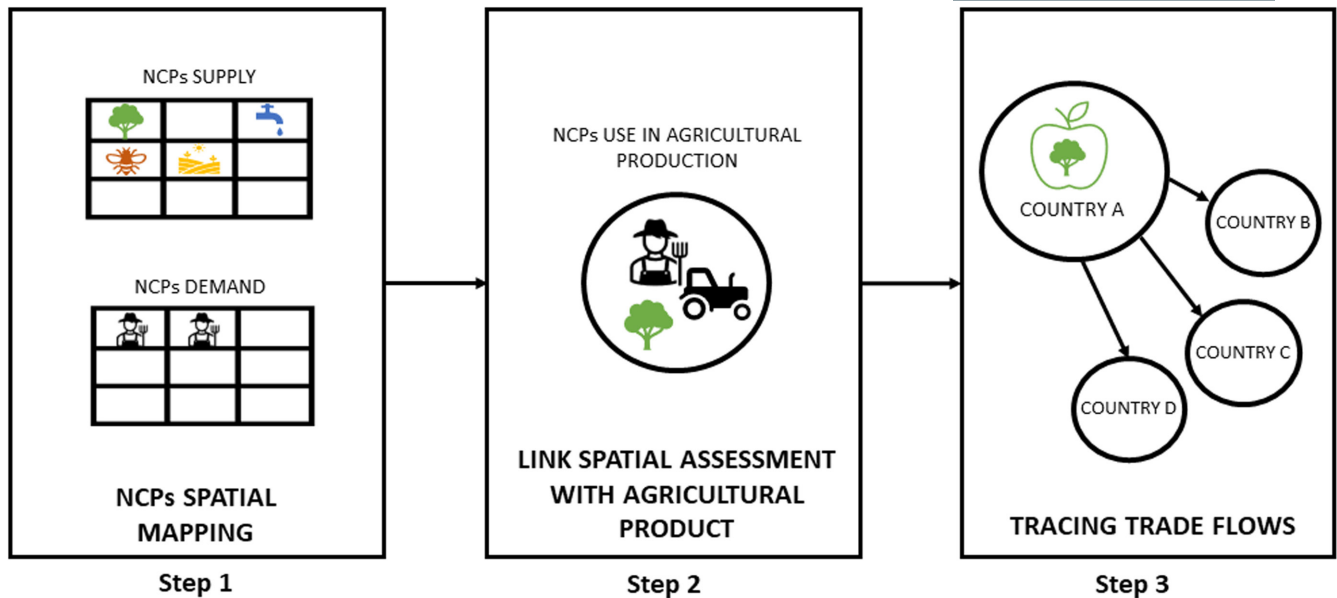 NCPs SUPPLY
NCPs DEMAND
NCPs SPATIAL
MAPPING
Step 1
NCPs USE IN AGRICULTURAL
PRODUCTION
LINK SPATIAL ASSESSMENT
WITH AGRICULTURAL
PRODUCT
Step 2
COUNTRY A
COUNTRY B
COUNTRY C
COUNTRY D
TRACING TRADE FLOWS
Step 3